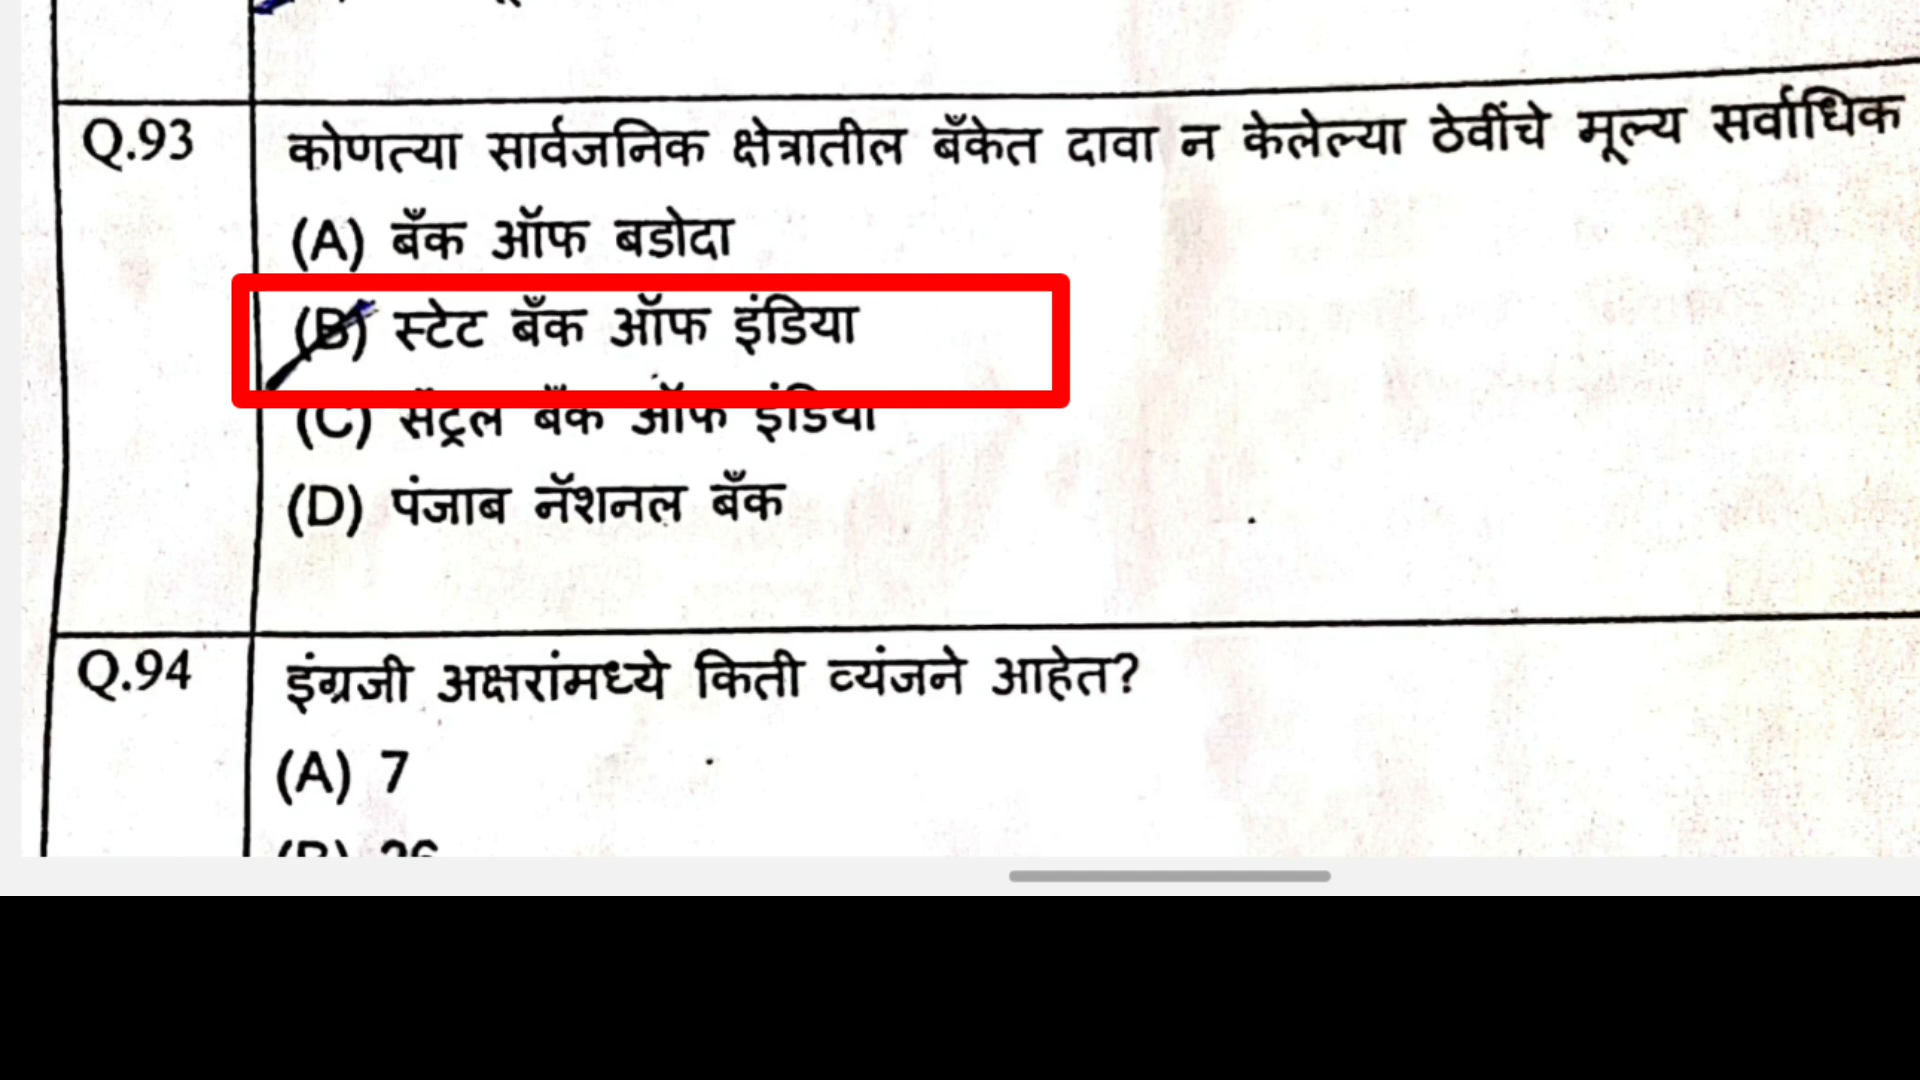 Q.93 कोणत्या सार्वजनिक क्षेत्रातील बँकेत दावा न केलेल्या ठेवींचे मूल्य सर्वाधिक
(A) बँक ऑफ बडोदा
(B) स्टेट बँक ऑफ इंडिया
(C) सेंट्रल बँक ऑफ इंडिया
(D) पंजाब नॅशनल बँक
Q.94 इंग्रजी अक्षरांमध्ये किती व्यंजने आहेत?
(A) 7